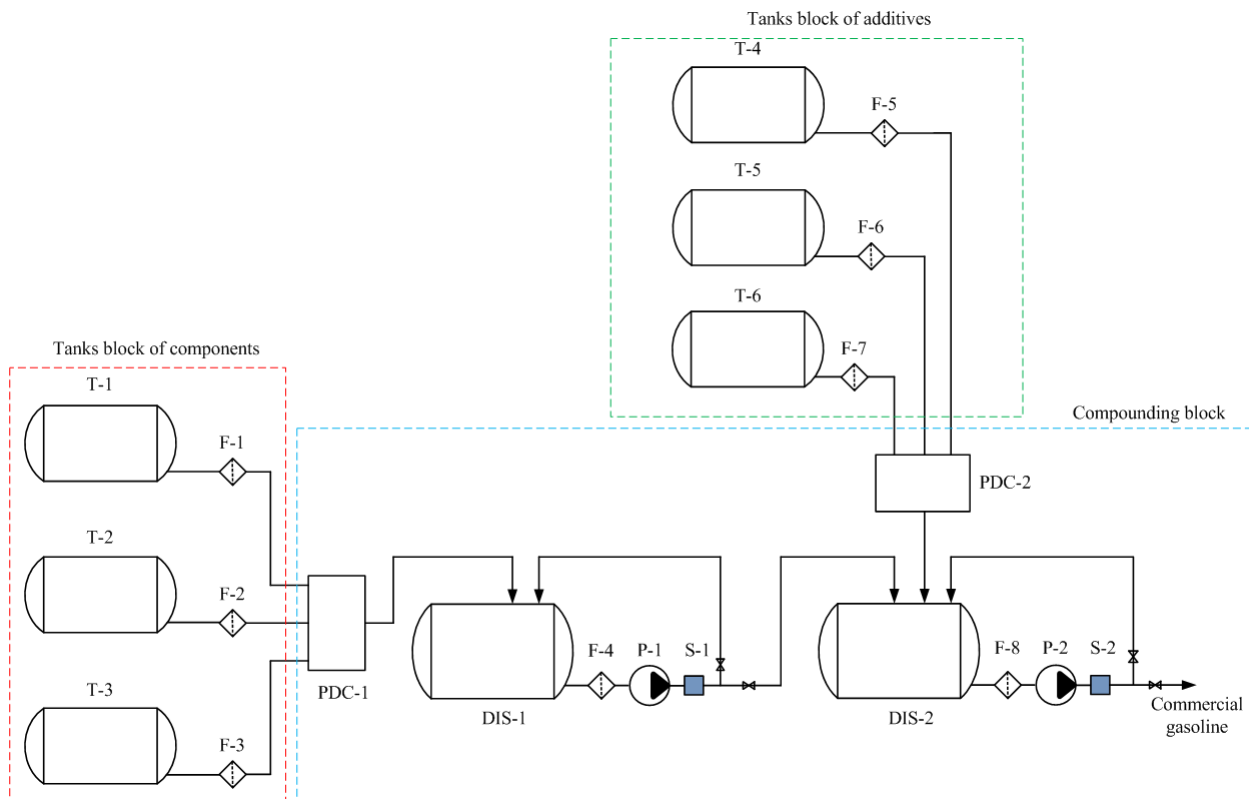 Tanks block of additives
T-4
F-5
T-5
F-6
T-6
F-7
Tanks block of components
T-1
F-1
T-2
F-2
T-3
F-3
Compounding block
PDC-2
PDC-1
F-4
P-1
S-1
DIS-1
F-8
P-2
S-2
DIS-2
Commercial
gasoline